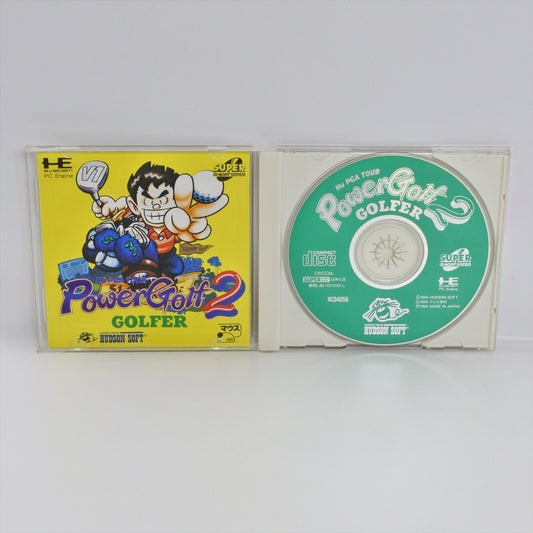 HE
SYSTEM
PC Engine
SUPER
CD-ROM² SYSTEM
V1
PowerGolf 2
GOLFER
HUDSON SOFT
マウス
Hu PGA TOUR
PowerGolf 2
GOLFER
COMPACT
disc
SUPER
CD-ROM² SYSTEM
HE
SYSTEM
PC Engine
HCD4056
©1994 HUDSON SOFT
1994 MADE IN JAPAN
HUDSON SOFT